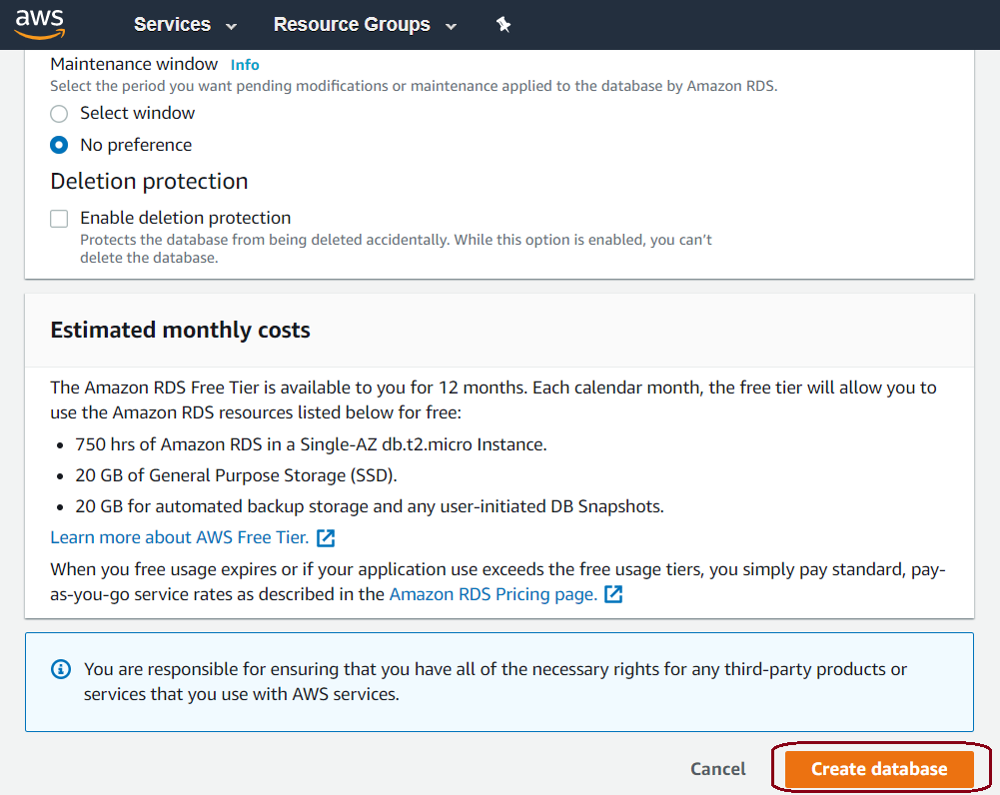 aws Services Resource Groups
Maintenance window Info
Select the period you want pending modifications or maintenance applied to the database by Amazon RDS.
Select window
No preference
Deletion protection
Enable deletion protection
Protects the database from being deleted accidentally. While this option is enabled, you can’t
delete the database.
Estimated monthly costs
The Amazon RDS Free Tier is available to you for 12 months. Each calendar month, the free tier will allow you to
use the Amazon RDS resources listed below for free:
• 750 hrs of Amazon RDS in a Single-AZ db.t2.micro Instance.
• 20 GB of General Purpose Storage (SSD).
• 20 GB for automated backup storage and any user-initiated DB Snapshots.
Learn more about AWS Free Tier.
When you free usage expires or if your application use exceeds the free usage tiers, you simply pay standard, pay-
as-you-go service rates as described in the Amazon RDS Pricing page.
You are responsible for ensuring that you have all of the necessary rights for any third-party products or
services that you use with AWS services.
Cancel Create database